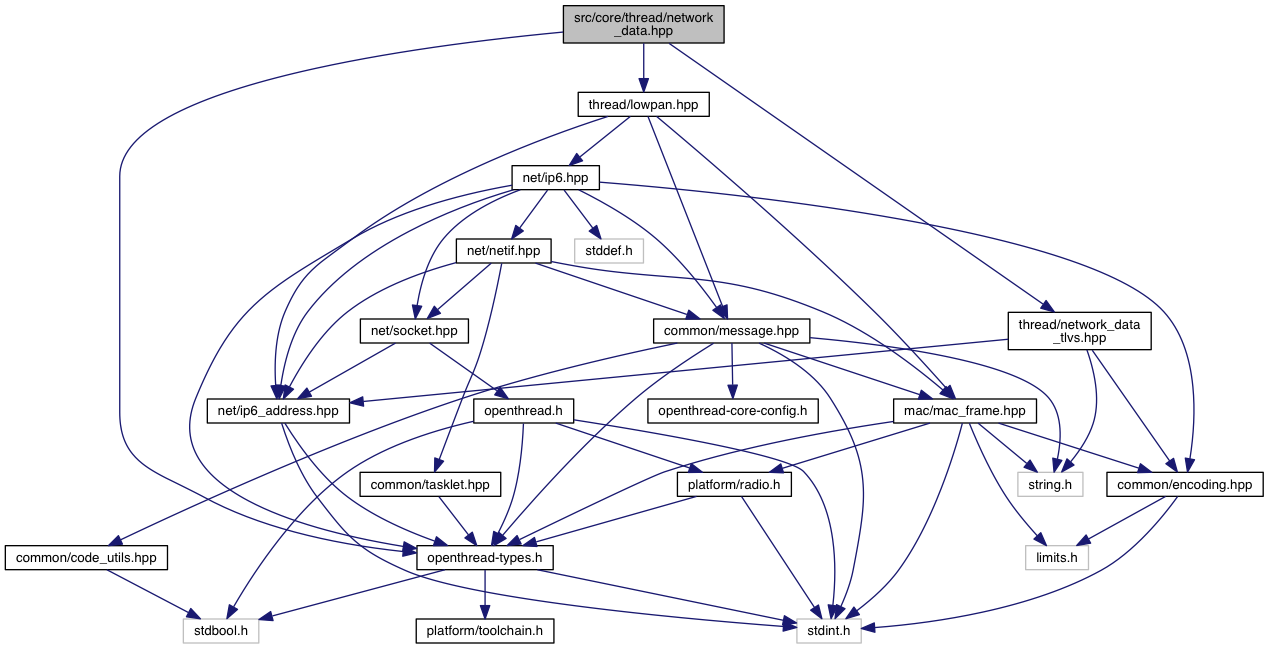 src/core/thread/network
_data.hpp
thread/lowpan.hpp
net/ip6.hpp
net/netif.hpp
stddef.h
net/socket.hpp
common/message.hpp
thread/network_data
_tlvs.hpp
net/ip6_address.hpp
openthread.h
openthread-core-config.h
mac/mac_frame.hpp
common/tasklet.hpp
platform/radio.h
string.h
common/encoding.hpp
common/code_utils.hpp
openthread-types.h
limits.h
stdbool.h
platform/toolchain.h
stdint.h